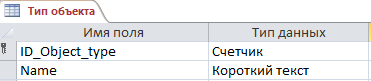 Тип объекта
Имя поля Тип данных
ID_Object_type Счетчик
Name Короткий текст